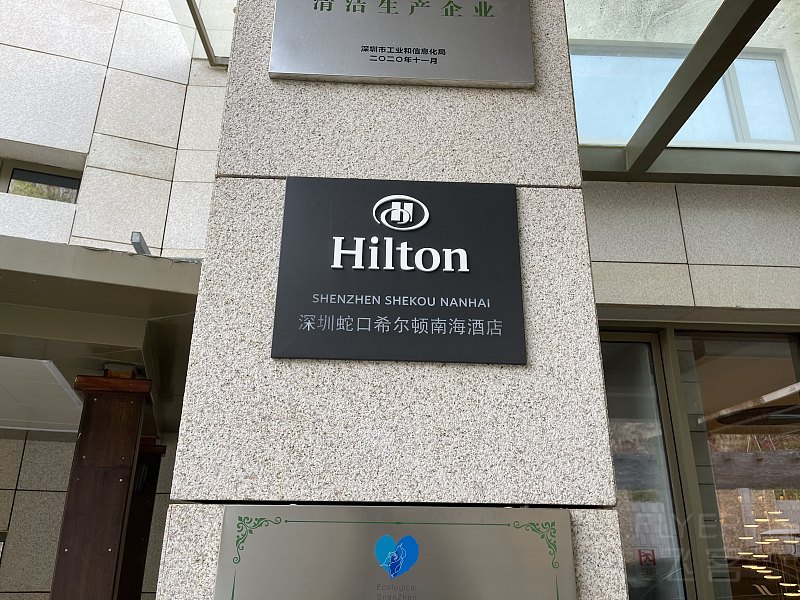 清洁生产企业
深圳市工业和信息化局
二〇二〇年十一月
Hilton
SHENZHEN SHEKOU NANHAI
深圳蛇口希尔顿南海酒店
Ecological
ShenZhen